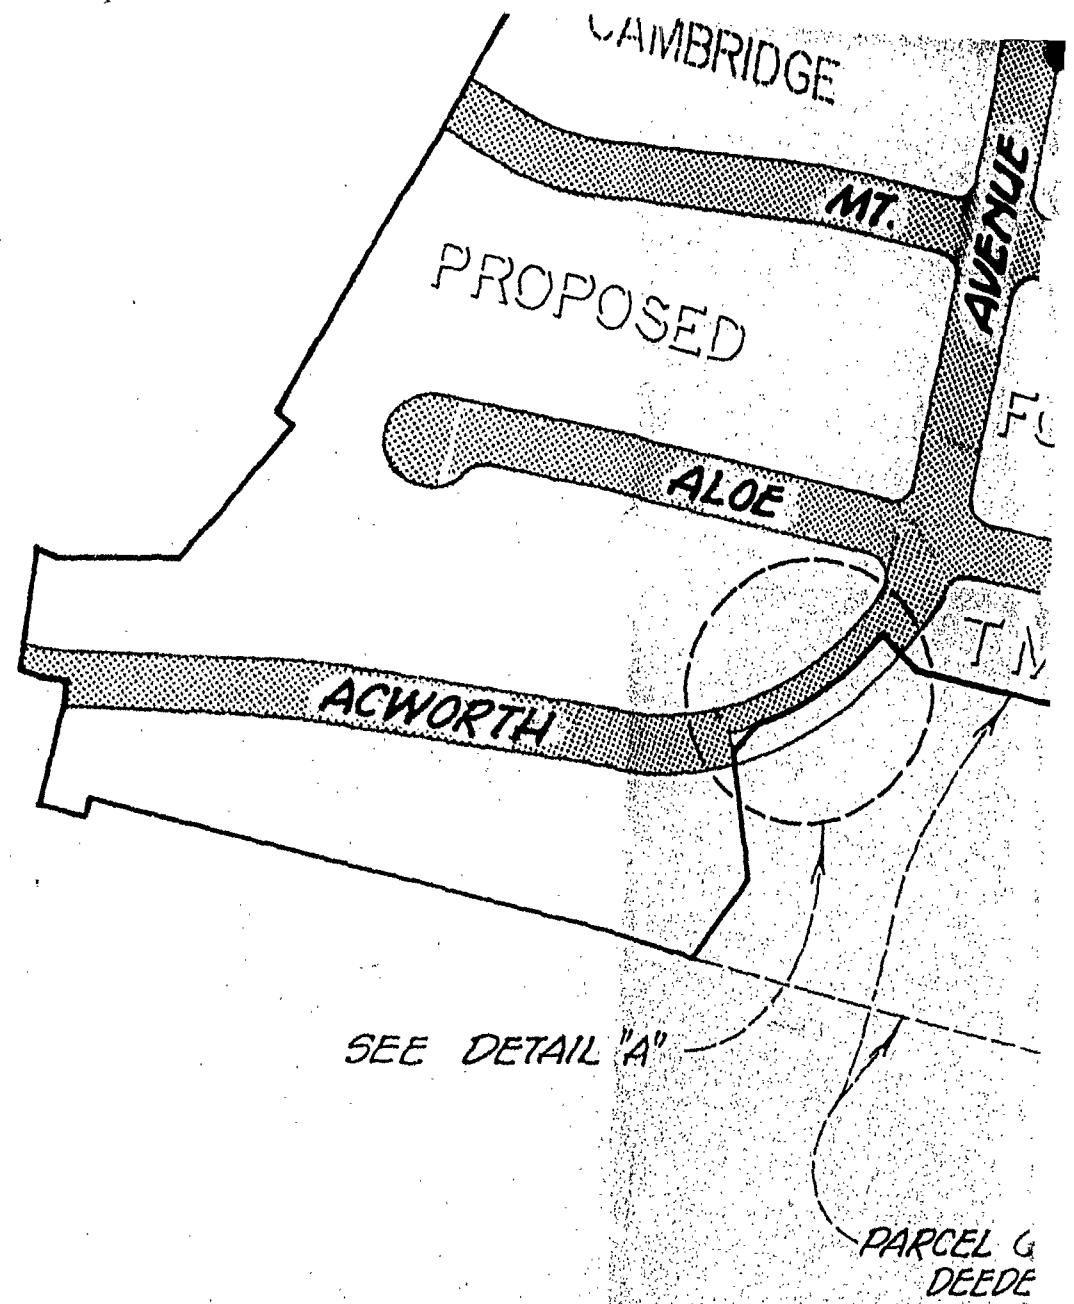 CAMBRIDGE
MT.
AVENUE
PROPOSED
ALOE
ACWORTH
SEE DETAIL "A"
PARCEL